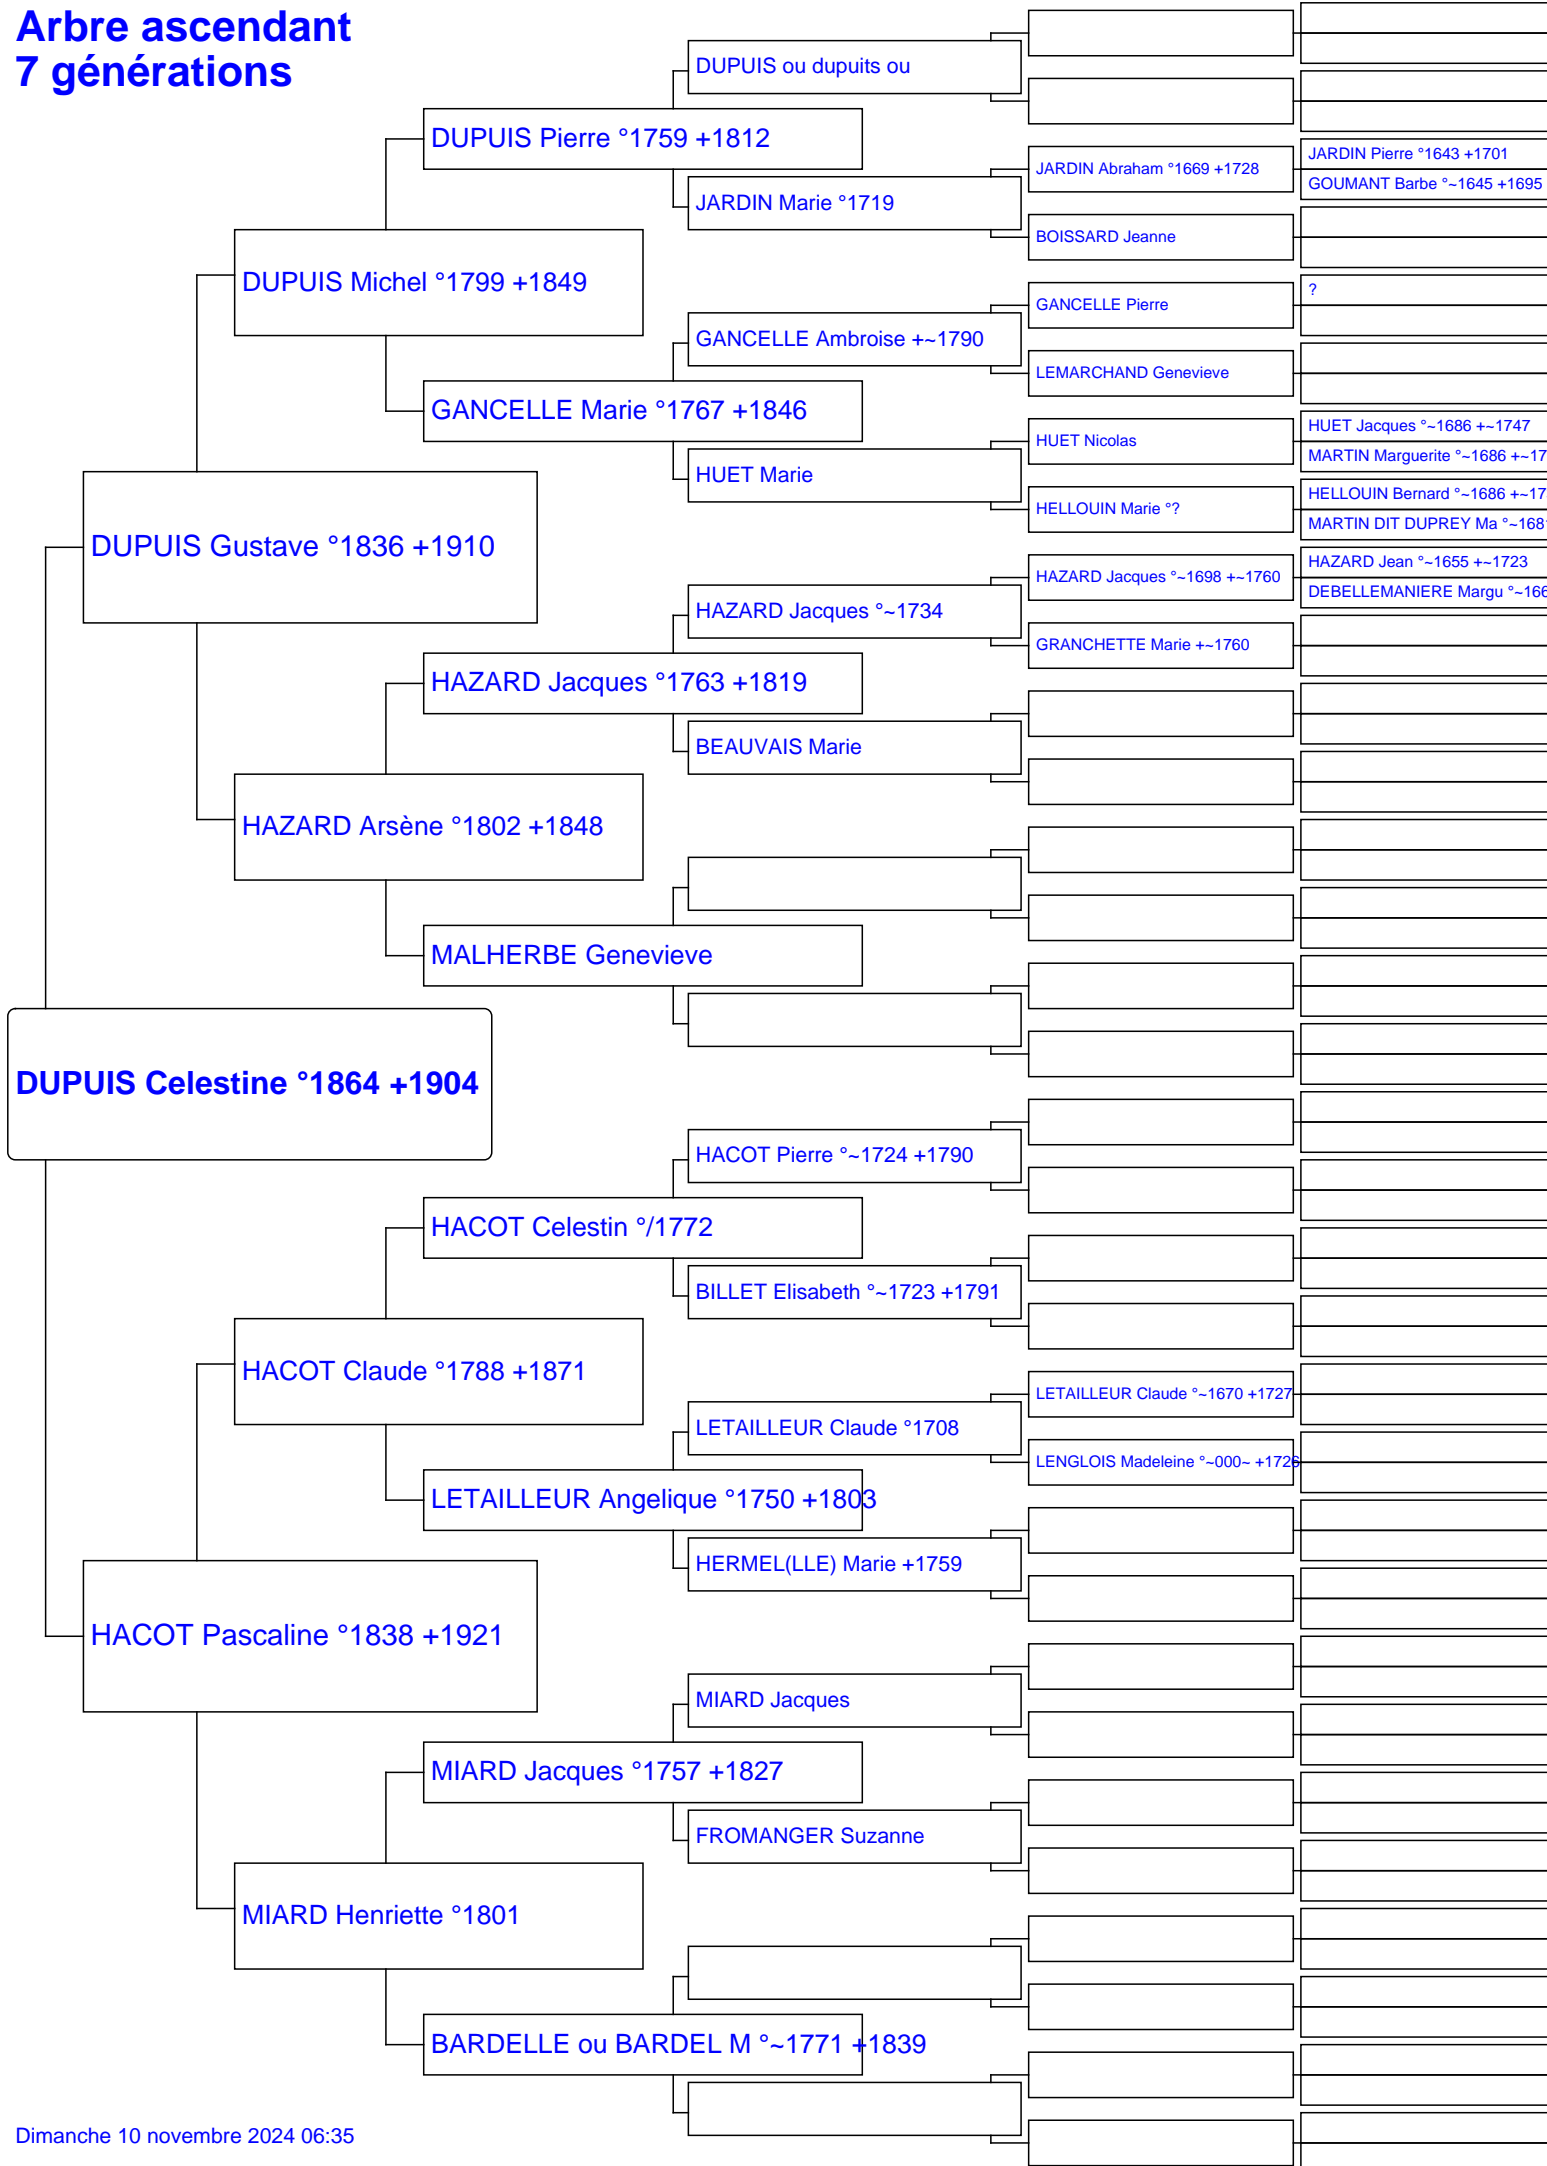 Arbre ascendant
7 générations
DUPUIS ou dupuits ou
DUPUIS Pierre °1759 +1812
JARDIN Pierre °1643 +1701
JARDIN Abraham °1669 +1728
GOUMANT Barbe °~1645 +1695
JARDIN Marie °1719
BOISSARD Jeanne
DUPUIS Michel °1799 +1849
?
GANCELLE Pierre
GANCELLE Ambroise +~1790
LEMARCHAND Genevieve
GANCELLE Marie °1767 +1846
HUET Jacques °~1686 +~1747
HUET Nicolas
MARTIN Marguerite °~1686 +~17
HUET Marie
HELLOUIN Bernard °~1686 +~17
HELLOUIN Marie °?
MARTIN DIT DUPREY Ma °~168
DUPUIS Gustave °1836 +1910
HAZARD Jean °~1655 +~1723
HAZARD Jacques °~1698 +~1760
DEBELLEMANIERE Margu °~166
HAZARD Jacques °~1734
GRANCHETTE Marie +~1760
HAZARD Jacques °1763 +1819
BEAUVAIS Marie
HAZARD Arsène °1802 +1848
MALHERBE Genevieve
DUPUIS Celestine °1864 +1904
HACOT Pierre °~1724 +1790
HACOT Celestin °/1772
BILLET Elisabeth °~1723 +1791
HACOT Claude °1788 +1871
LETAILLEUR Claude °~1670 +1727
LETAILLEUR Claude °1708
LENGLOIS Madeleine °~000~ +1726
LETAILLEUR Angelique °1750 +1803
HERMEL(LLE) Marie +1759
HACOT Pascaline °1838 +1921
MIARD Jacques
MIARD Jacques °1757 +1827
FROMANGER Suzanne
MIARD Henriette °1801
BARDELLE ou BARDEL M °~1771 +1839
Dimanche 10 novembre 2024 06:35